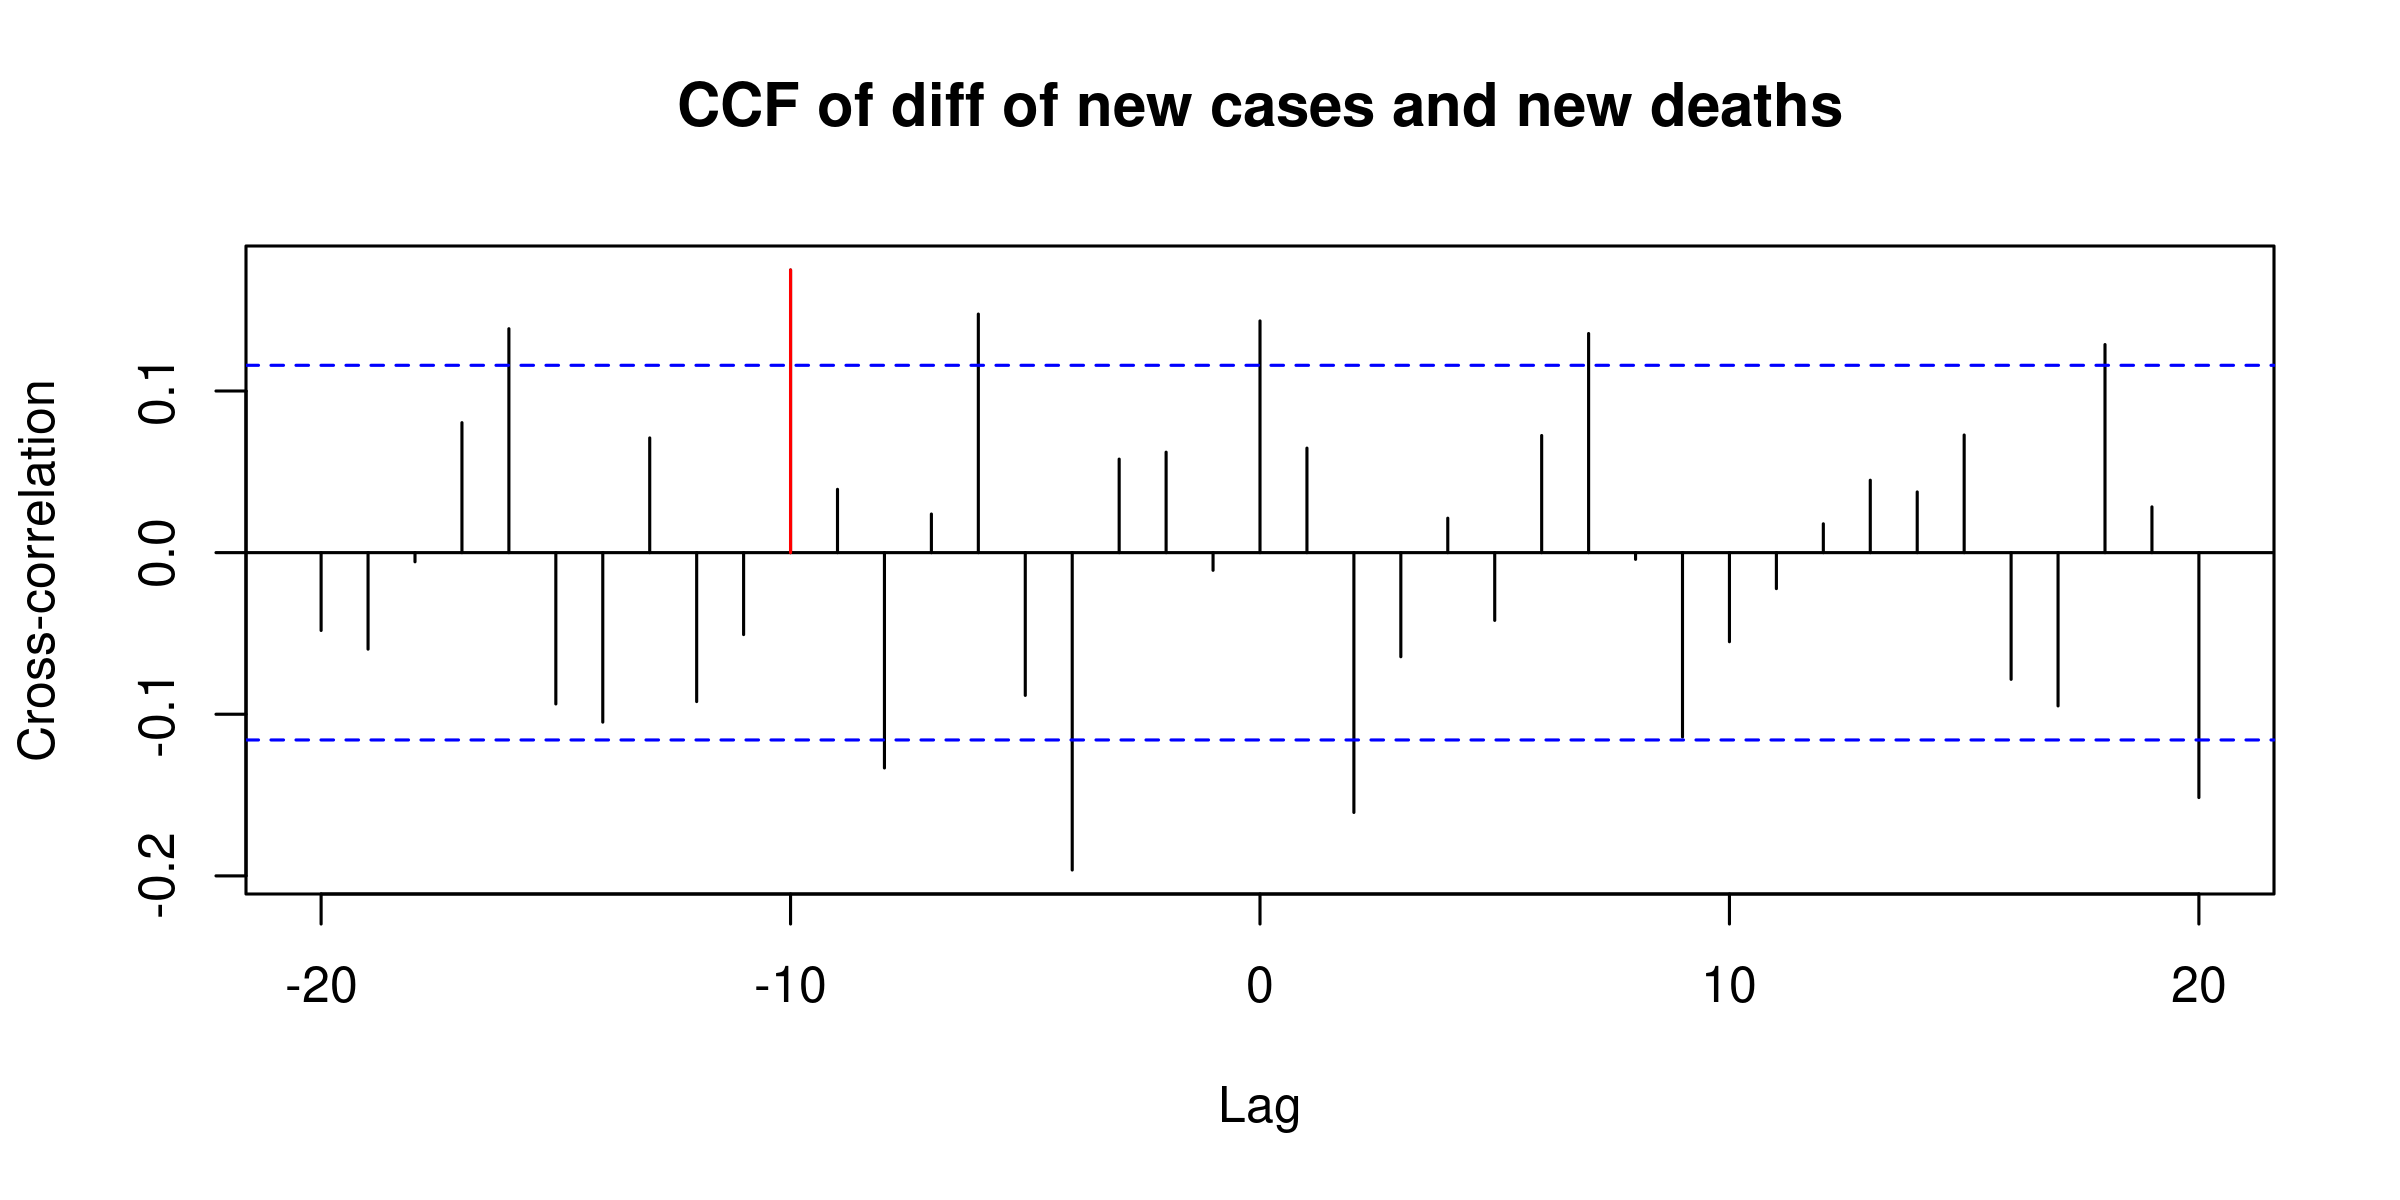 CCF of diff of new cases and new deaths
Cross-correlation
0.1
0.0
-0.1
-0.2
-20 -10 0 10 20
Lag